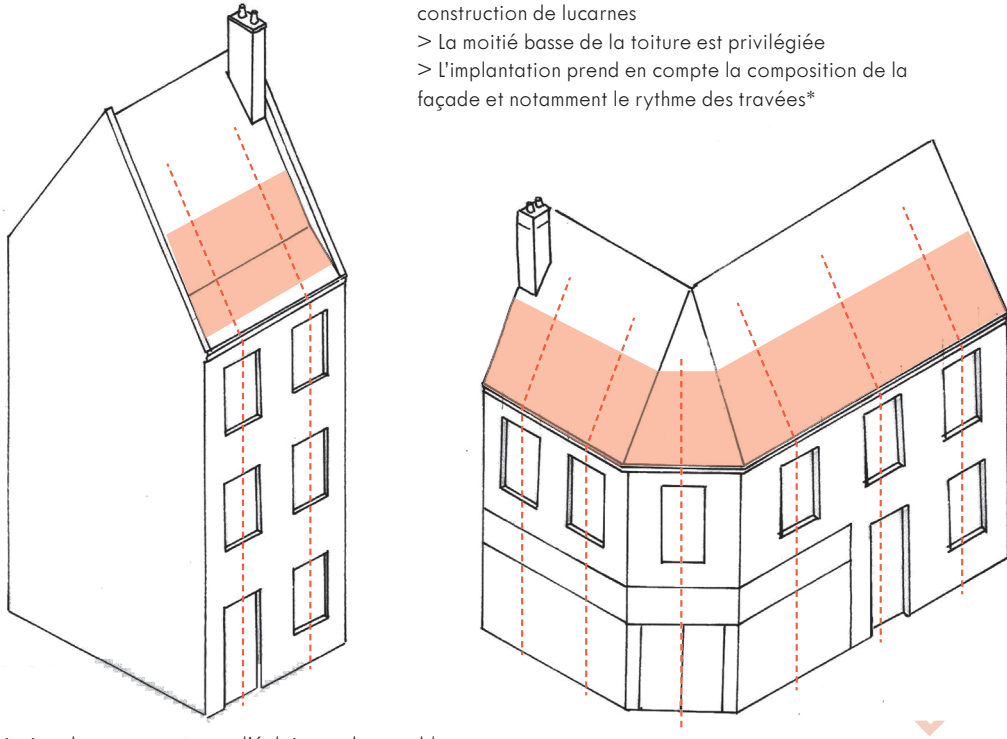 construction de lucarnes
> La moitié basse de la toiture est privilégiée
> L'implantation prend en compte la composition de la
façade et notamment le rythme des travées*